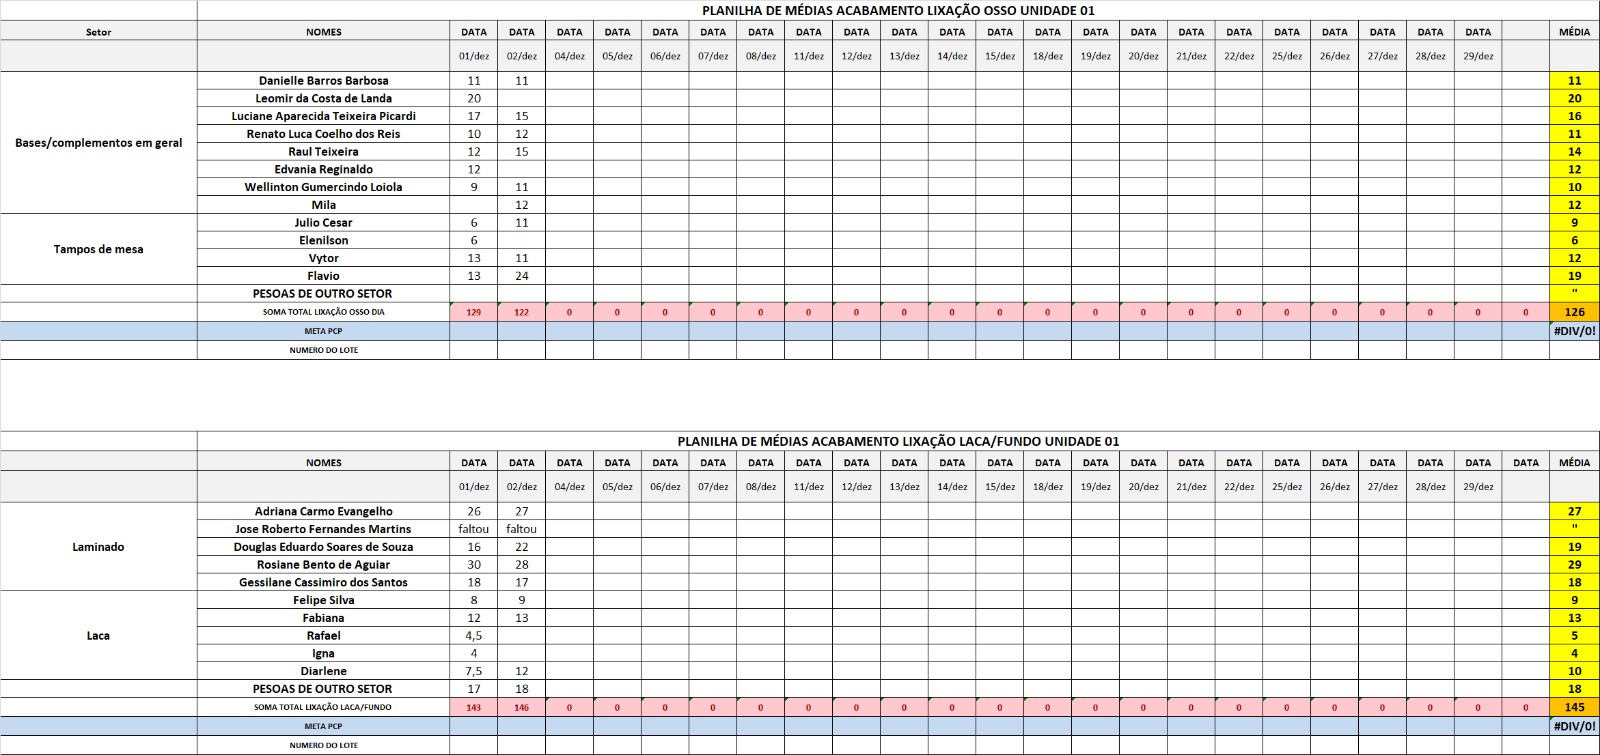 PLANILHA DE MÉDIAS ACABAMENTO LIXAÇÃO OSSO UNIDADE 01
Setor NOMES DATA DATA DATA DATA DATA DATA DATA DATA DATA DATA DATA DATA DATA DATA DATA DATA DATA DATA DATA DATA DATA DATA MÉDIA
01/dez 02/dez 04/dez 05/dez 06/dez 07/dez 08/dez 11/dez 12/dez 13/dez 14/dez 15/dez 18/dez 19/dez 20/dez 21/dez 22/dez 25/dez 26/dez 27/dez 28/dez 29/dez
Danielle Barros Barbosa 11 11 11
Leomir da Costa de Landa 20 20
Luciane Aparecida Teixeira Picardi 17 15 16
Bases/complementos em geral
Renato Luca Coelho dos Reis 10 12 11
Raul Teixeira 12 15 14
Edvania Reginaldo 12 12
Wellinton Gumercindo Loiola 9 11 10
Mila 12 12
Julio Cesar 6 11 9
Tampos de mesa
Elenilson 6 6
Vytor 13 11 12
Flavio 13 24 19
PESOAS DE OUTRO SETOR "
SOMA TOTAL LIXAÇÃO OSSO DIA 129 122 0 0 0 0 0 0 0 0 0 0 0 0 0 0 0 0 0 0 0 0 0 126
META PCP #DIV/0!
NUMERO DO LOTE
PLANILHA DE MÉDIAS ACABAMENTO LIXAÇÃO LACA/FUNDO UNIDADE 01
NOMES DATA DATA DATA DATA DATA DATA DATA DATA DATA DATA DATA DATA DATA DATA DATA DATA DATA DATA DATA DATA DATA DATA DATA MÉDIA
01/dez 02/dez 04/dez 05/dez 06/dez 07/dez 08/dez 11/dez 12/dez 13/dez 14/dez 15/dez 18/dez 19/dez 20/dez 21/dez 22/dez 25/dez 26/dez 27/dez 28/dez 29/dez
Adriana Carmo Evangelho 26 27 27
Jose Roberto Fernandes Martins faltou faltou "
Laminado Douglas Eduardo Soares de Souza 16 22 19
Rosiane Bento de Aguiar 30 28 29
Gessilane Cassimiro dos Santos 18 17 18
Felipe Silva 8 9 9
Fabiana 12 13 13
Laca Rafael 4,5 5
Igna 4 4
Diarlene 7,5 12 10
PESOAS DE OUTRO SETOR 17 18 18
SOMA TOTAL LIXAÇÃO LACA/FUNDO 143 146 0 0 0 0 0 0 0 0 0 0 0 0 0 0 0 0 0 0 0 0 0 145
META PCP #DIV/0!
NUMERO DO LOTE